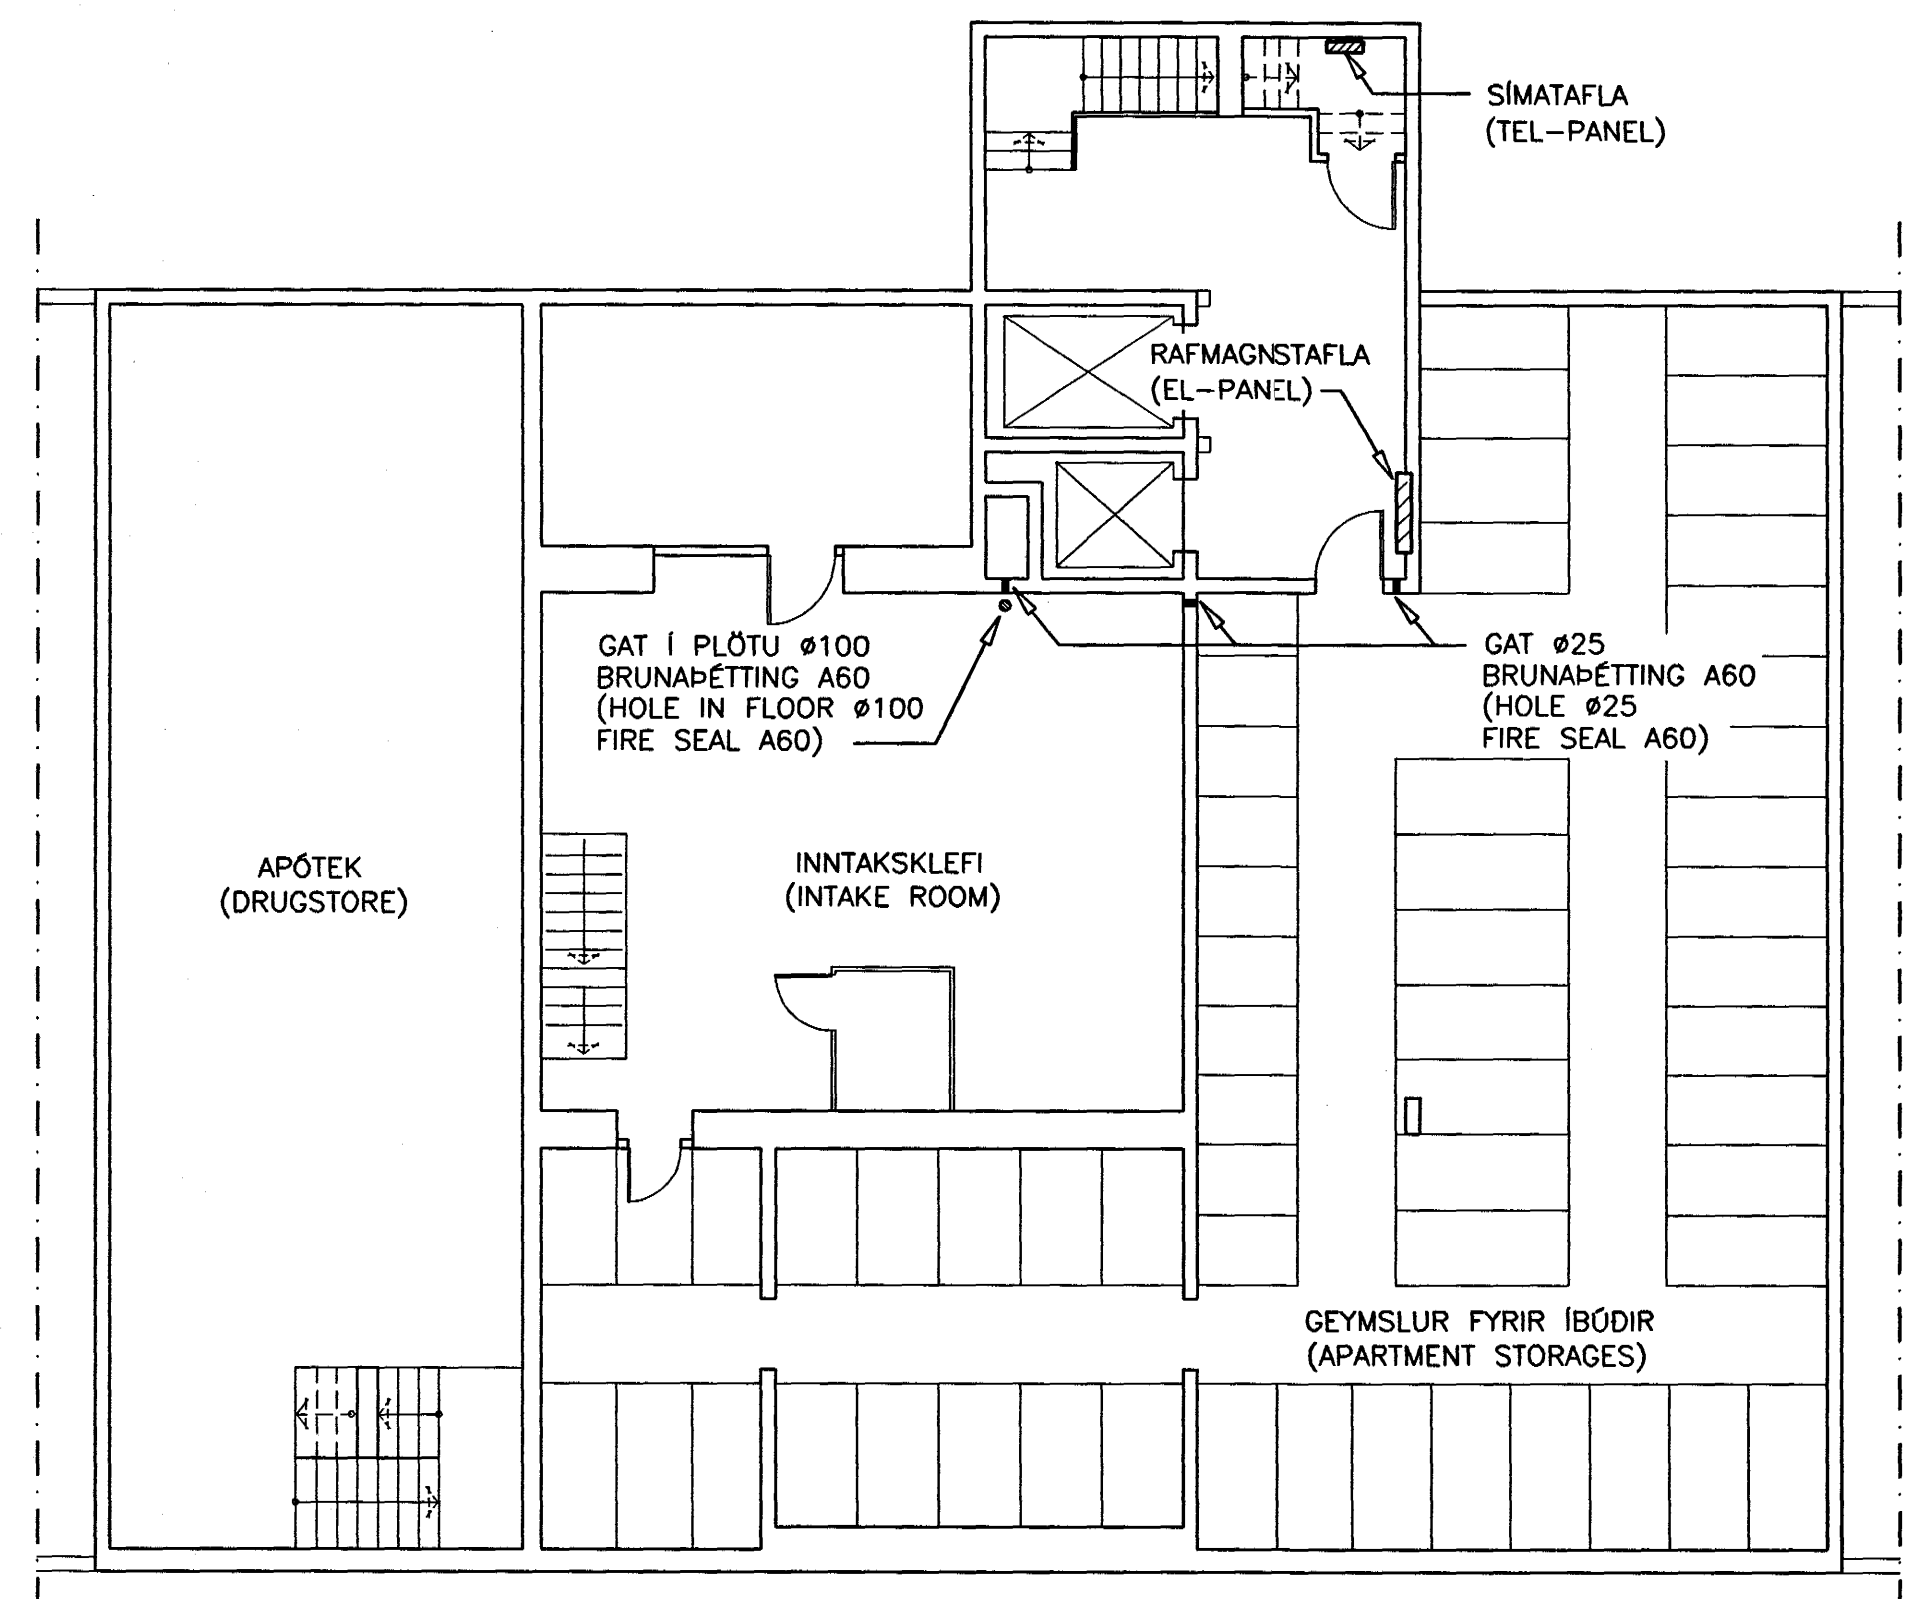 SÍMATAFLA
(TEL-PANEL)
RAFMAGNSTAFLA
(EL-PANEL)
GAT Í PLÖTU ø100
BRUNAÞÉTTING A60
(HOLE IN FLOOR ø100
FIRE SEAL A60)
GAT ø25
BRUNAÞÉTTING A60
(HOLE ø25
FIRE SEAL A60)
APÓTEK
(DRUGSTORE)
INNTAKSKLEFI
(INTAKE ROOM)
GEYMSLUR FYRIR ÍBÚDIR
(APARTMENT STORAGES)